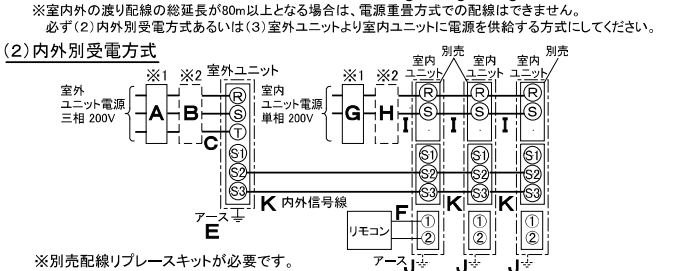 ※室内外の渡り配線の総延長が80m以上となる場合は、電源重畳方式での配線はできません。
必ず(2)内外別受電方式あるいは(3)室外ユニットより室内ユニットに電源を供給する方式にしてください。
(2)内外別受電方式
※1 ※2 室外ユニット ※1 ※2 室内ユニット 別売 室内ユニット 別売 室内ユニット
室外
ユニット電源
三相 200V
A B C
R
S
T
S1
S2
S3
アース
E
室内
ユニット電源
単相 200V
G H I I I
R R R
S S S
S1 S1 S1
S2 S2 S2
S3 S3 S3
K 内外信号線 F K K
リモコン
① ① ①
② ② ②
アース J J J
※別売配線リプレースキットが必要です。